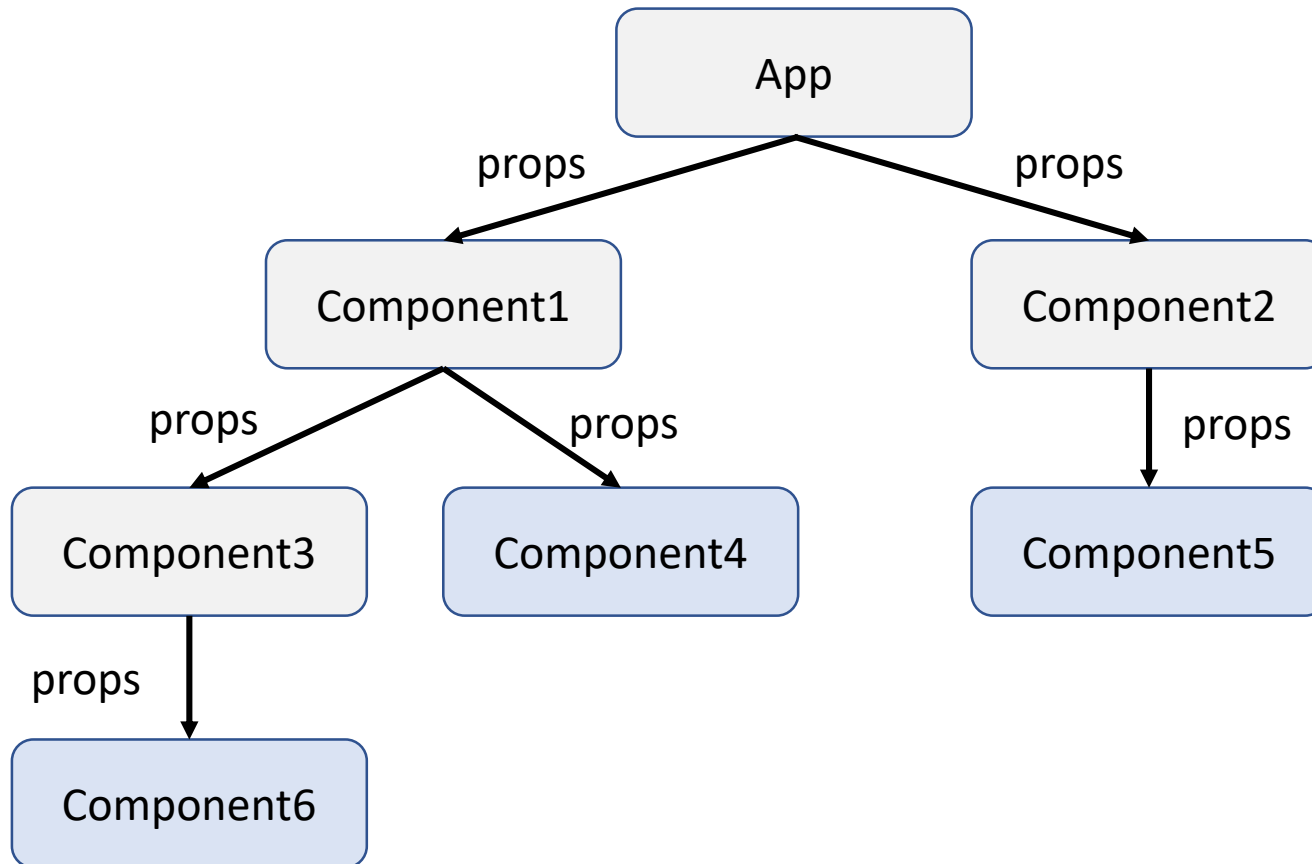 App
props
props
Component1
Component2
props
props
props
Component3
Component4
Component5
props
Component6